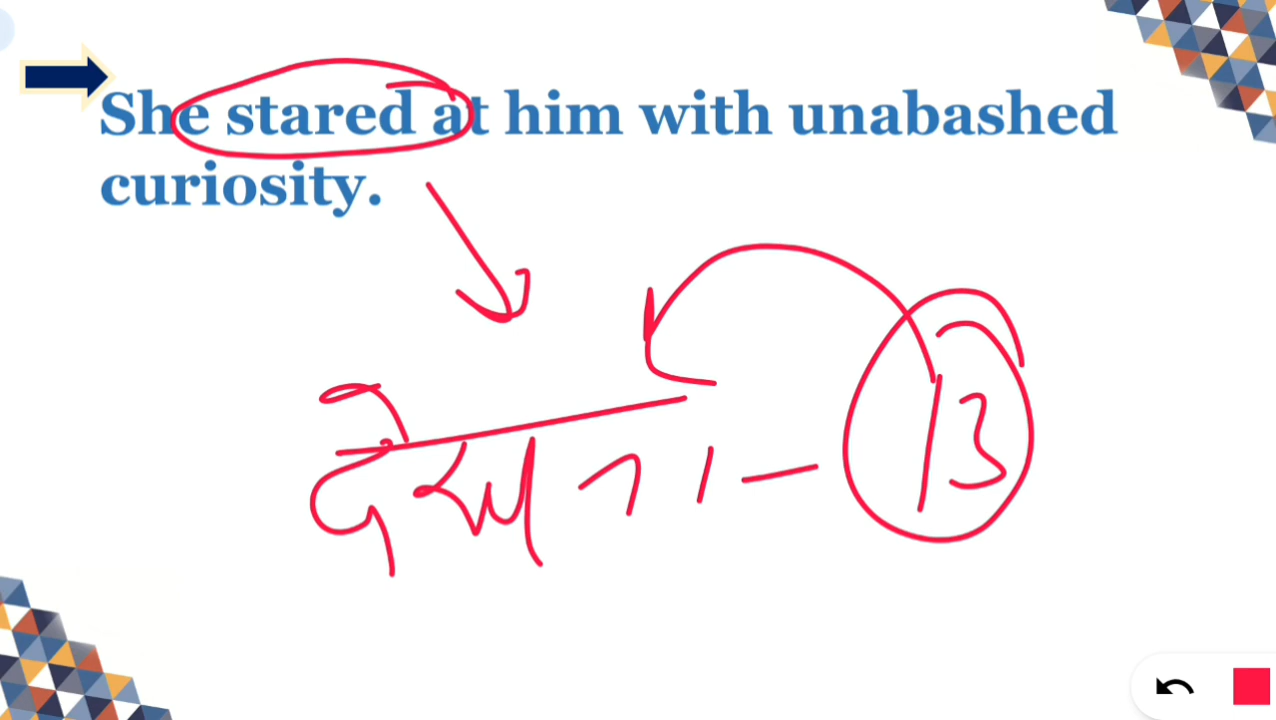 She stared at him with unabashed
curiosity.
देखना - 13